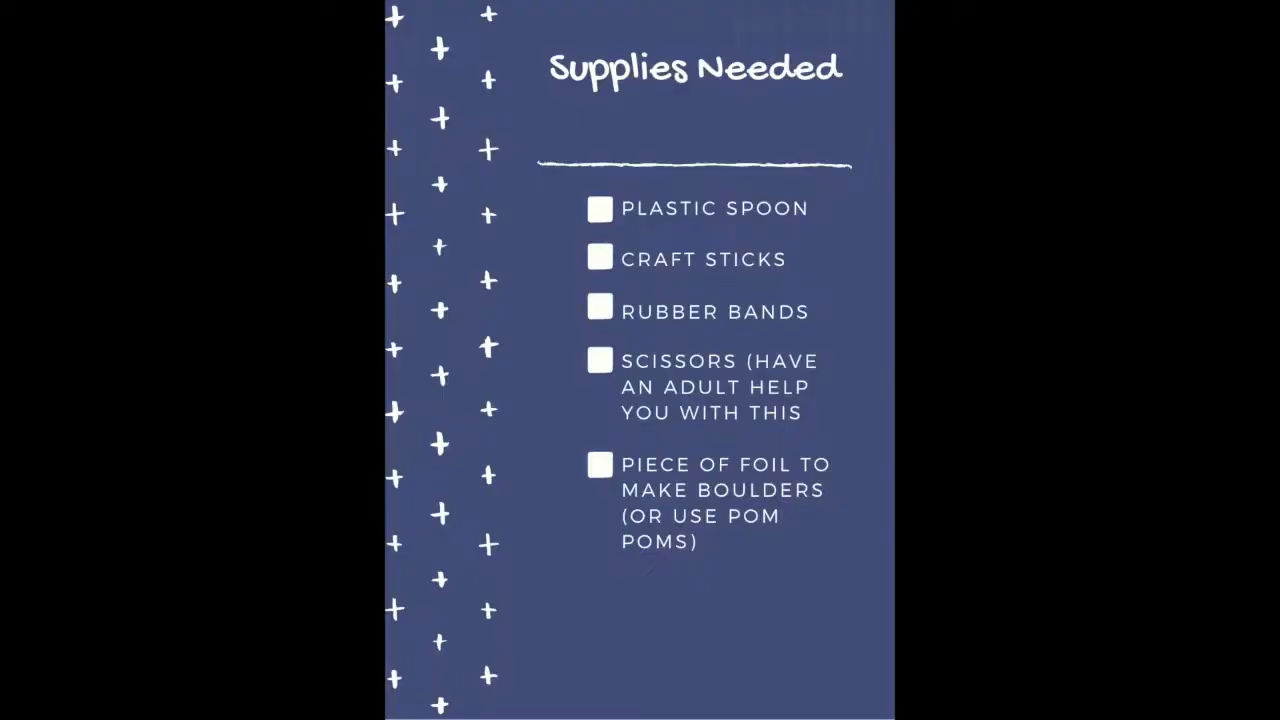 Supplies Needed
PLASTIC SPOON
CRAFT STICKS
RUBBER BANDS
SCISSORS (HAVE
AN ADULT HELP
YOU WITH THIS
PIECE OF FOIL TO
MAKE BOULDERS
(OR USE POM
POMS)